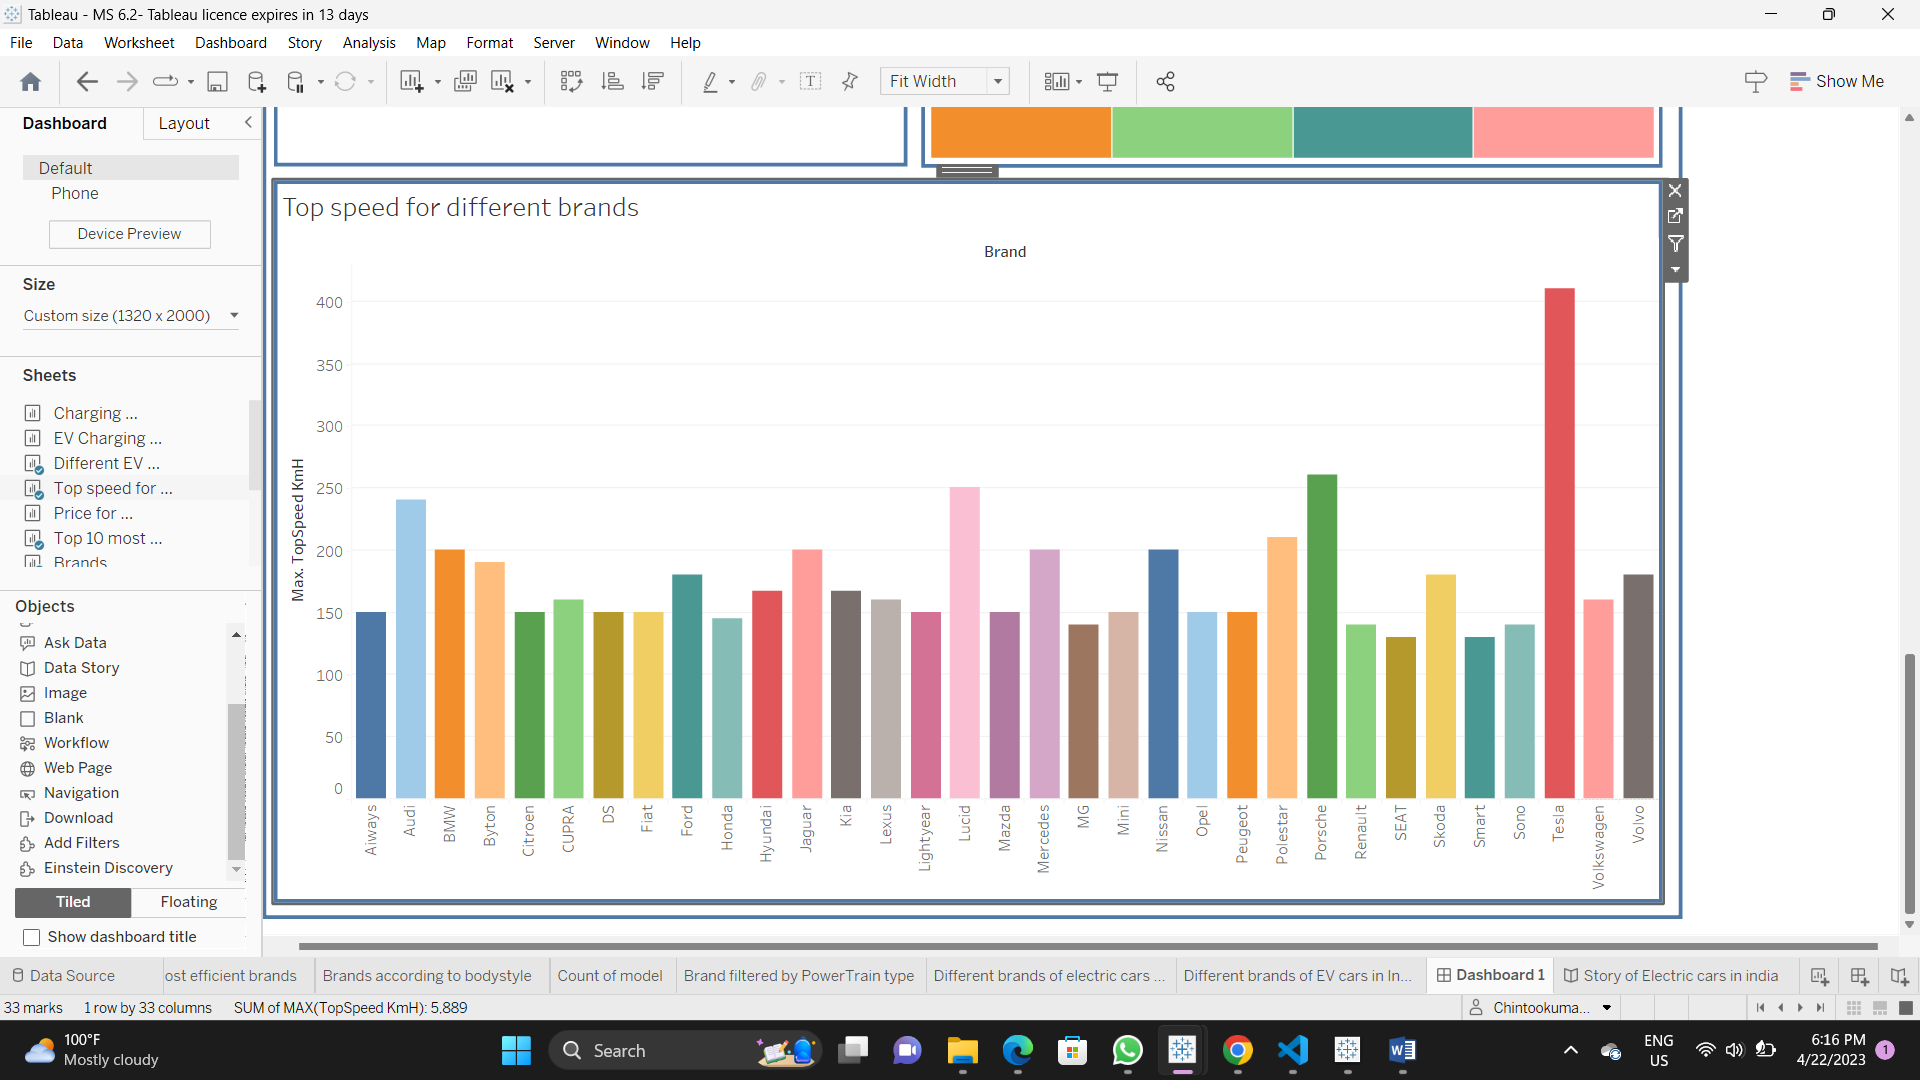 Tableau - MS 6.2- Tableau licence expires in 13 days
File Data Worksheet Dashboard Story Analysis Map Format Server Window Help
Fit Width
Show Me
Dashboard
Layout
Default
Phone
Device Preview
Size
Custom size (1320 x 2000)
Sheets
Charging ...
EV Charging ...
Different EV ...
Top speed for ...
Price for ...
Top 10 most ...
Brands
Objects
Ask Data
Data Story
Image
Blank
Workflow
Web Page
Navigation
Download
Add Filters
Einstein Discovery
Tiled
Floating
Show dashboard title
Top speed for different brands
Brand
Max. TopSpeed KmH
400
350
300
250
200
150
100
50
0
Aiways
Audi
BMW
Byton
Citroen
CUPRA
DS
Fiat
Ford
Honda
Hyundai
Jaguar
Kia
Lexus
Lightyear
Lucid
Mazda
Mercedes
MG
Mini
Nissan
Opel
Peugeot
Polestar
Porsche
Renault
SEAT
Skoda
Smart
Sono
Tesla
Volkswagen
Volvo
Data Source
ost efficient brands
Brands according to bodystyle
Count of model
Brand filtered by PowerTrain type
Different brands of electric cars ...
Different brands of EV cars in In...
Dashboard 1
Story of Electric cars in india
33 marks
1 row by 33 columns
SUM of MAX(TopSpeed KmH): 5,889
Chintookuma...
100°F
Mostly cloudy
Search
ENG
US
6:16 PM
4/22/2023
1